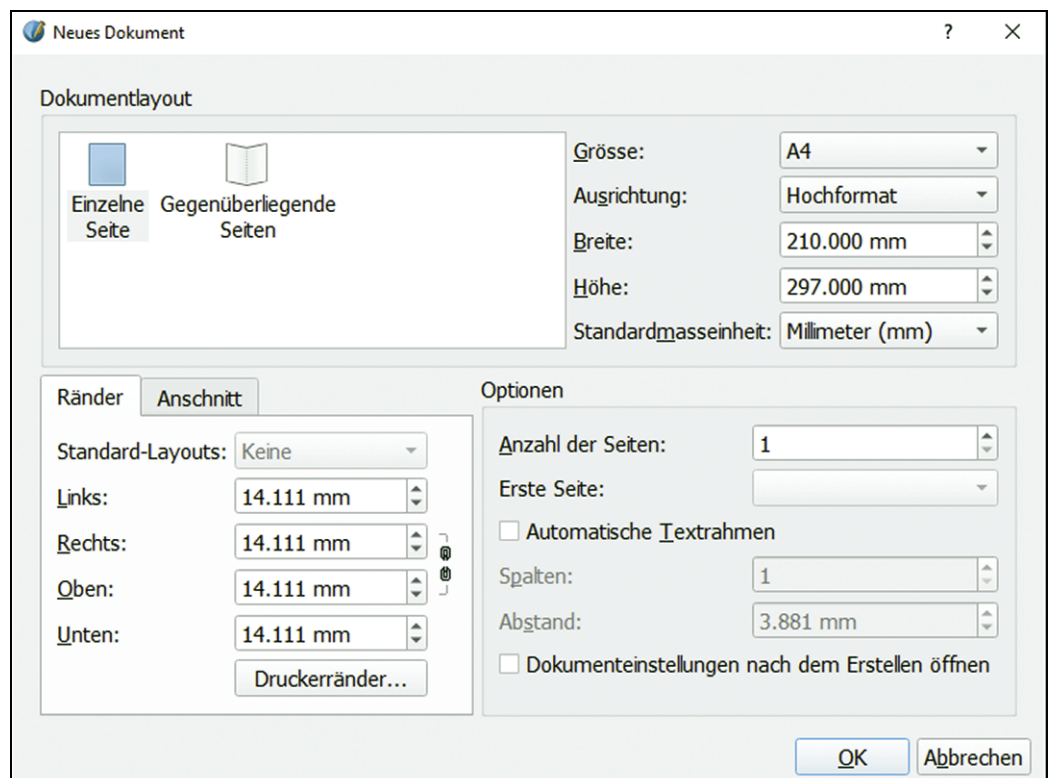 Neues Dokument
?
Dokumentlayout
Einzelne
Seite
Gegenüberliegende
Seiten
Grösse: A4
Ausrichtung: Hochformat
Breite: 210.000 mm
Höhe: 297.000 mm
Standardmasseinheit: Millimeter (mm)
Ränder Anschnitt
Standard-Layouts: Keine
Links: 14.111 mm
Rechts: 14.111 mm
Oben: 14.111 mm
Unten: 14.111 mm
Druckerränder...
Optionen
Anzahl der Seiten: 1
Erste Seite:
Automatische Textrahmen
Spalten: 1
Abstand: 3.881 mm
Dokumenteinstellungen nach dem Erstellen öffnen
OK Abbrechen